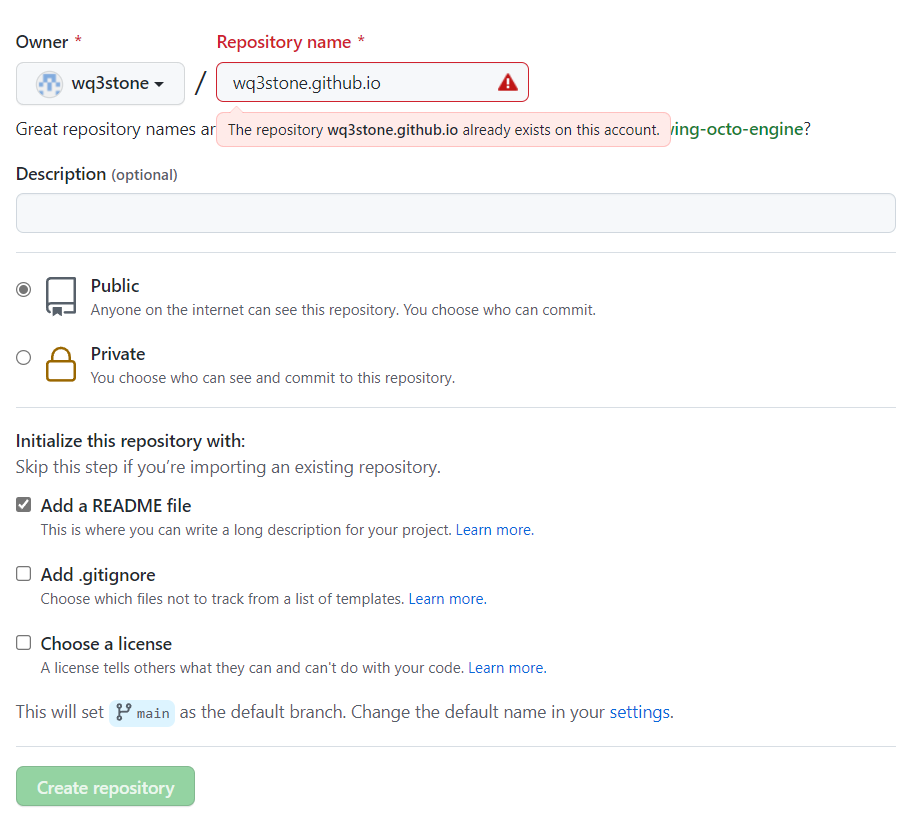 Owner * Repository name *
wq3stone / wq3stone.github.io
Great repository names The repository wq3stone.github.io already exists on this account. ing-octo-engine?
Description (optional)
Public
Anyone on the internet can see this repository. You choose who can commit.
Private
You choose who can see and commit to this repository.
Initialize this repository with:
Skip this step if you’re importing an existing repository.
Add a README file
This is where you can write a long description for your project. Learn more.
Add .gitignore
Choose which files not to track from a list of templates. Learn more.
Choose a license
A license tells others what they can and can't do with your code. Learn more.
This will set main as the default branch. Change the default name in your settings.
Create repository